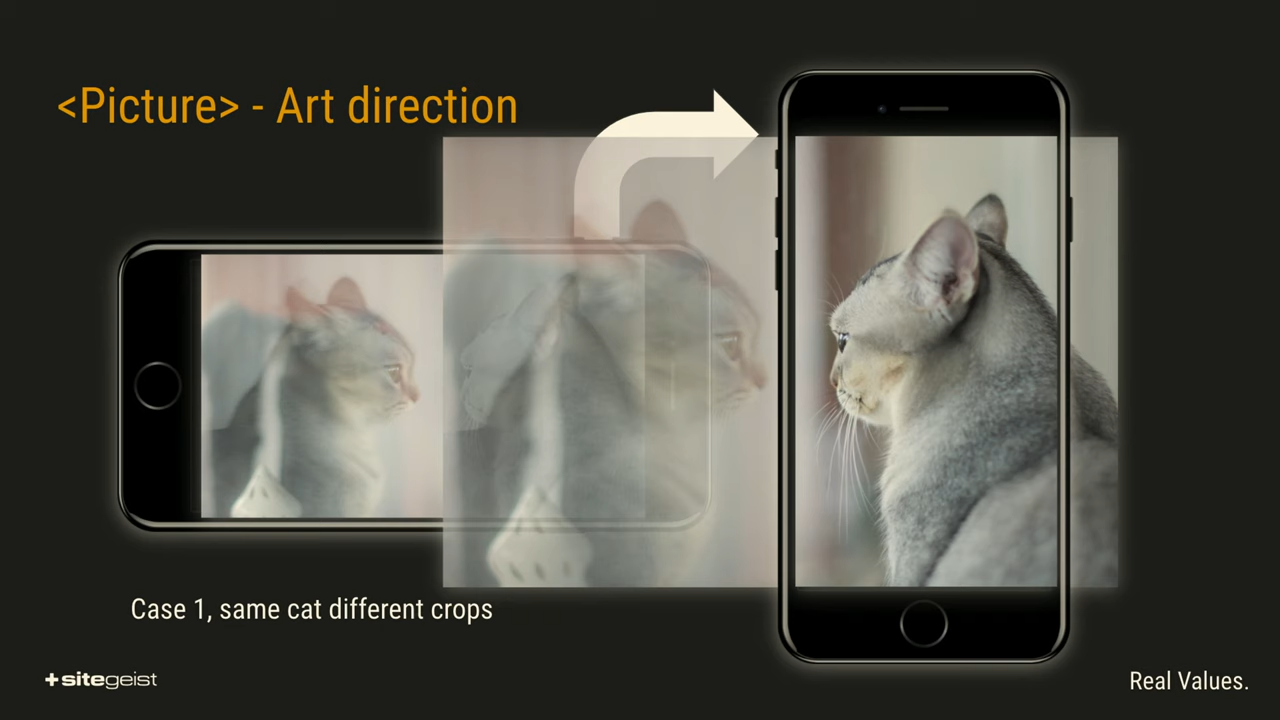 <Picture> - Art direction
Case 1, same cat different crops
+sitegeist
Real Values.